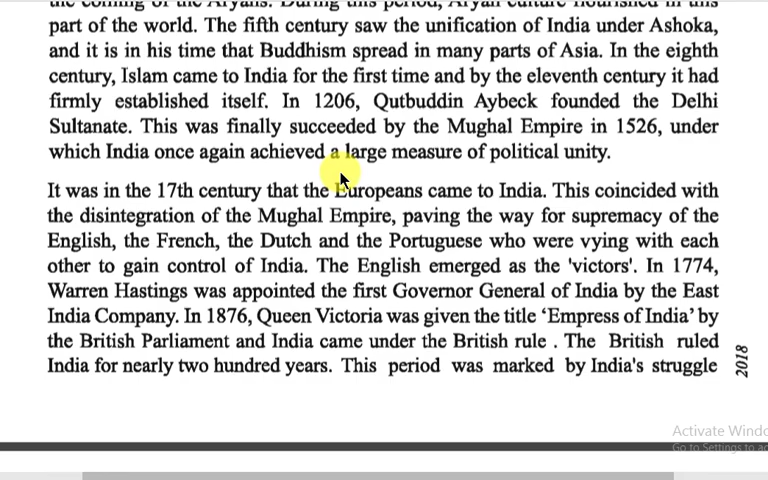 part of the world. The fifth century saw the unification of India under Ashoka,
and it is in his time that Buddhism spread in many parts of Asia. In the eighth
century, Islam came to India for the first time and by the eleventh century it had
firmly established itself. In 1206, Qutbuddin Aybeck founded the Delhi
Sultanate. This was finally succeeded by the Mughal Empire in 1526, under
which India once again achieved a large measure of political unity.
It was in the 17th century that the Europeans came to India. This coincided with
the disintegration of the Mughal Empire, paving the way for supremacy of the
English, the French, the Dutch and the Portuguese who were vying with each
other to gain control of India. The English emerged as the 'victors'. In 1774,
Warren Hastings was appointed the first Governor General of India by the East
India Company. In 1876, Queen Victoria was given the title ‘Empress of India’ by
the British Parliament and India came under the British rule . The British ruled
India for nearly two hundred years. This period was marked by India's struggle
2018
Activate
Go to Settings to